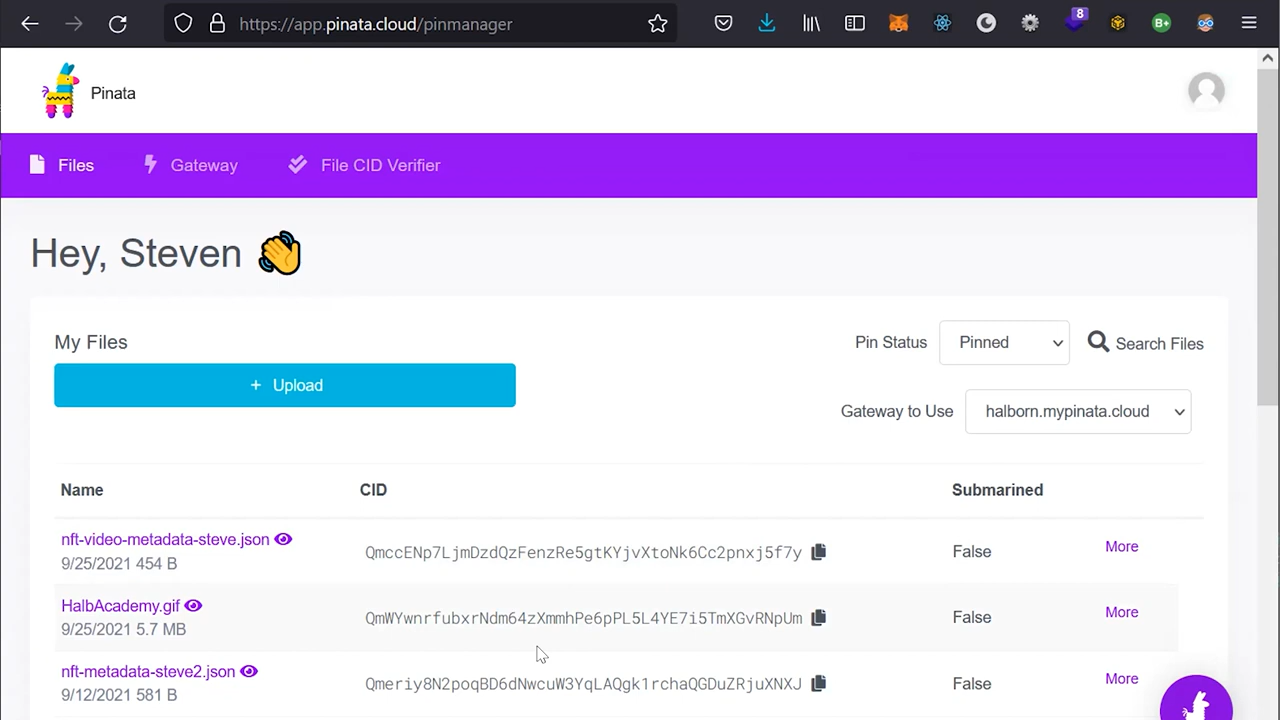 https://app.pinata.cloud/pinmanager
8
B+
Pinata
Files Gateway File CID Verifier
Hey, Steven
My Files
Pin Status Pinned Search Files
+ Upload
Gateway to Use halborn.mypinata.cloud
Name CID Submarined
nft-video-metadata-steve.json
9/25/2021 454 B
QmccENp7LjmDzdQzFenzRe5gtKYjvXtoNk6Cc2pnxj5f7y False More
HalbAcademy.gif
9/25/2021 5.7 MB
QmWYwnrfubxrNdm64zXmmhPe6pPL5L4YE7i5TmXGvRNpUm False More
nft-metadata-steve2.json
9/12/2021 581 B
Qmeriy8N2poqBD6dNwcuW3YqLAQgk1rchaQGDuZRjuXNXJ False More